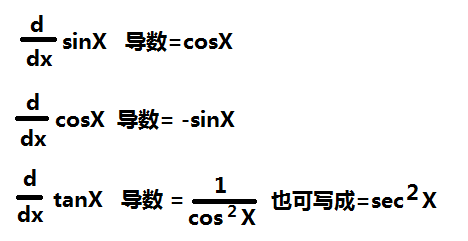 d/dx sinX 导数=cosX
d/dx cosX 导数= -sinX
d/dx tanX 导数 = 1/cos²X 也可写成=sec²X